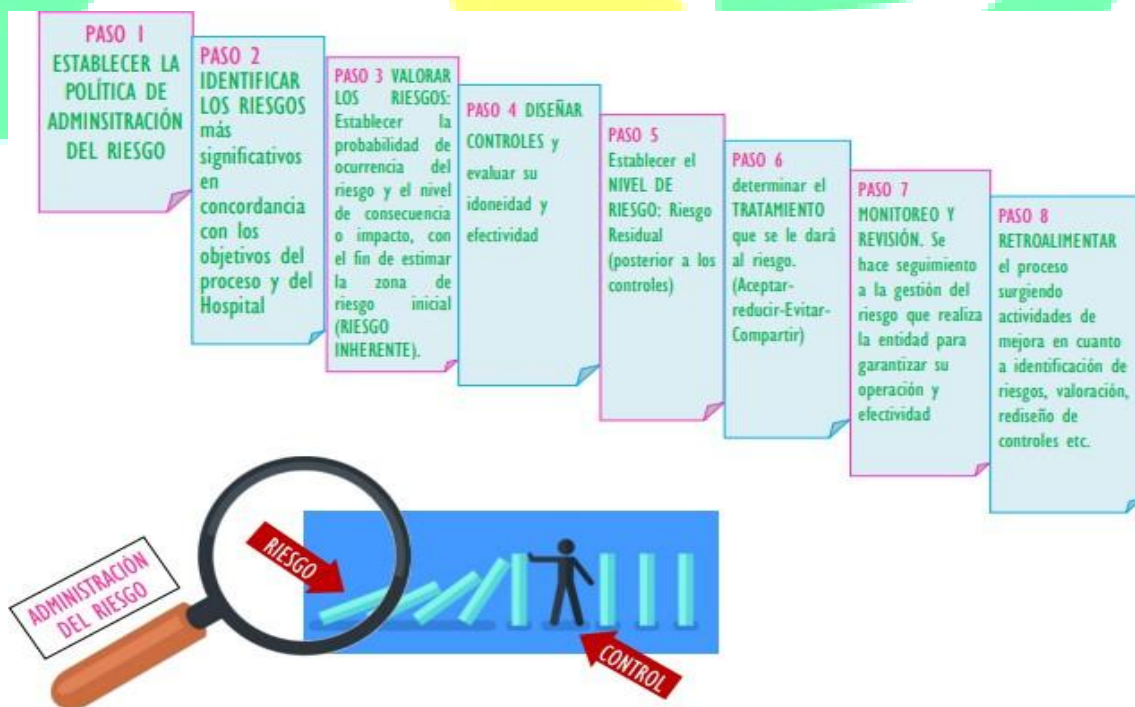 PASO 1
ESTABLECER LA
POLÍTICA DE
ADMINSITRACIÓN
DEL RIESGO
PASO 2
IDENTIFICAR
LOS RIESGOS
más
significativos
en
concordancia
con los
objetivos del
proceso y del
Hospital
PASO 3 VALORAR
LOS RIESGOS:
Establecer la
probabilidad de
ocurrencia del
riesgo y el nivel
de consecuencia
o impacto, con
el fin de estimar
la zona de
riesgo inicial
(RIESGO
INHERENTE).
PASO 4 DISEÑAR
CONTROLES y
evaluar su
idoneidad y
efectividad
PASO 5
Establecer el
NIVEL DE
RIESGO: Riesgo
Residual
(posterior a los
controles)
PASO 6
determinar el
TRATAMIENTO
que se le dará
al riesgo.
(Aceptar-
reducir-Evitar-
Compartir)
PASO 7
MONITOREO Y
REVISIÓN. Se
hace seguimiento
a la gestión del
riesgo que realiza
la entidad para
garantizar su
operación y
efectividad
PASO 8
RETROALIMENTAR
el proceso
surgiendo
actividades de
mejora en cuanto
a identificación de
riesgos, valoración,
rediseño de
controles etc.
ADMINISTRACIÓN
DEL RIESGO
RIESGO
CONTROL